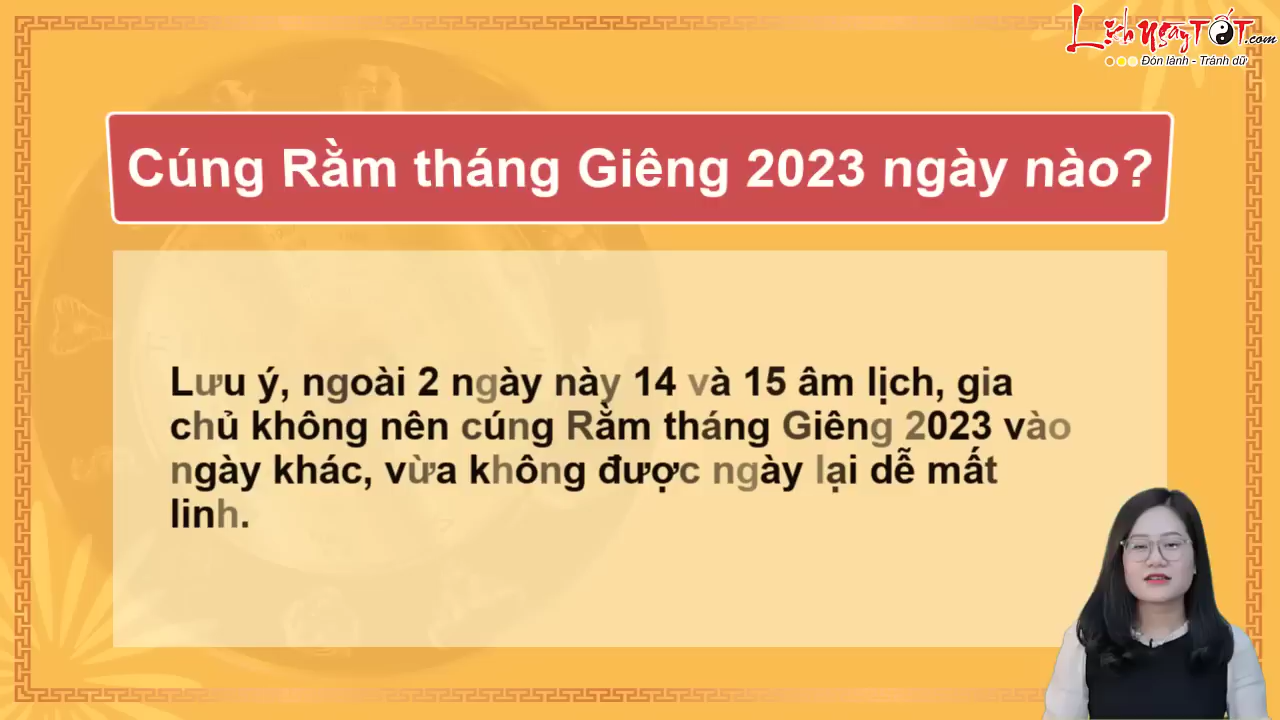 Lịch ngày TỐT.com
Đón lành - Tránh dữ
Cúng Rằm tháng Giêng 2023 ngày nào?
Lưu ý, ngoài 2 ngày này 14 và 15 âm lịch, gia
chủ không nên cúng Rằm tháng Giêng 2023 vào
ngày khác, vừa không được ngày lại dễ mất
linh.